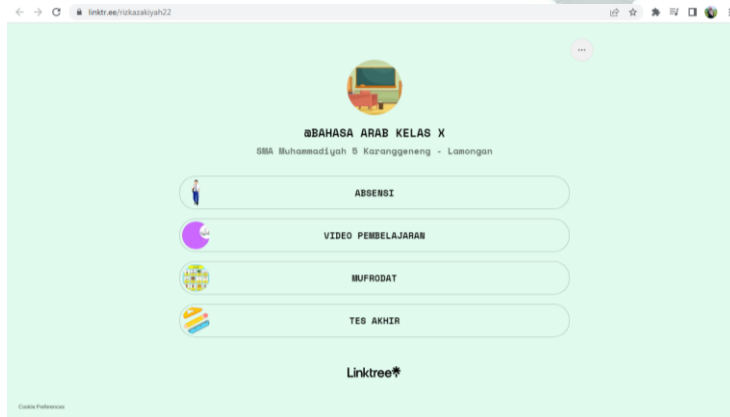 linktr.ee/rizkazakiyah22
@BAHASA ARAB KELAS X
SMA Muhammadiyah 5 Karanggeneng - Lamongan
ABSENSI
VIDEO PEMBELAJARAN
MUFRODAT
TES AKHIR
Linktree
Cookie Preferences